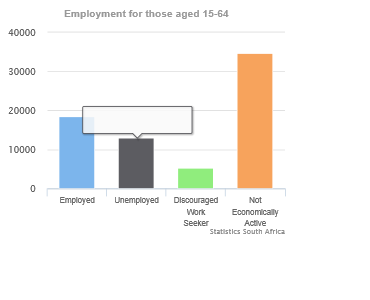 Employment for those aged 15-64
40000
30000
20000
10000
0
Employed
Unemployed
Discouraged
Work
Seeker
Not
Economically
Active
Statistics South Africa